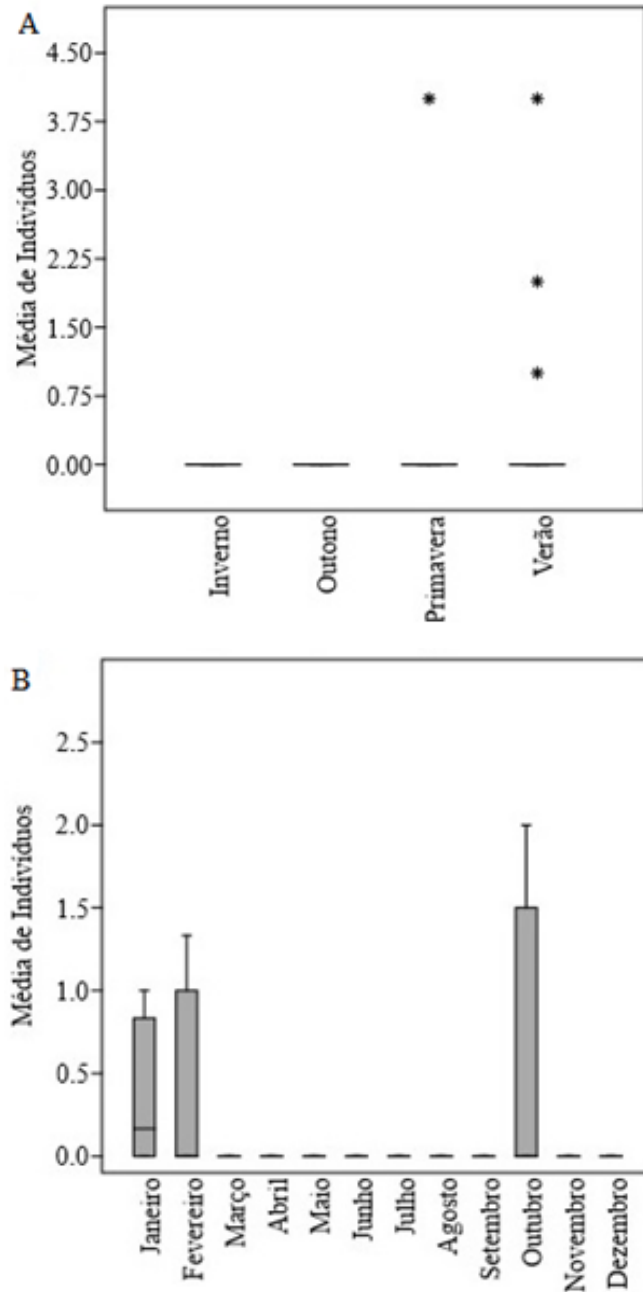 A
Média de Indivíduos
4.50
3.75
3.00
2.25
1.50
0.75
0.00
Inverno
Outono
Primavera
Verão
B
Média de Indivíduos
2.5
2.0
1.5
1.0
0.5
0.0
Janeiro
Fevereiro
Março
Abril
Maio
Junho
Julho
Agosto
Setembro
Outubro
Novembro
Dezembro